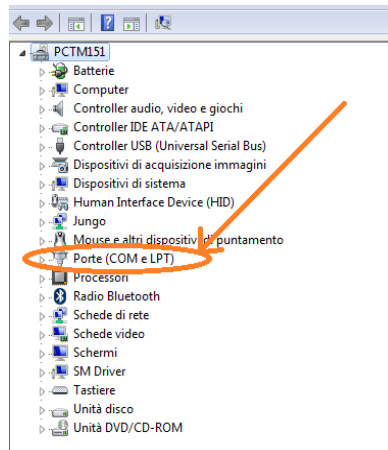 PCTM151
Batterie
Computer
Controller audio, video e giochi
Controller IDE ATA/ATAPI
Controller USB (Universal Serial Bus)
Dispositivi di acquisizione immagini
Dispositivi di sistema
Human Interface Device (HID)
Jungo
Mouse e altri dispositivi di puntamento
Porte (COM e LPT)
Processori
Radio Bluetooth
Schede di rete
Schede video
Schermi
SM Driver
Tastiere
Unità disco
Unità DVD/CD-ROM